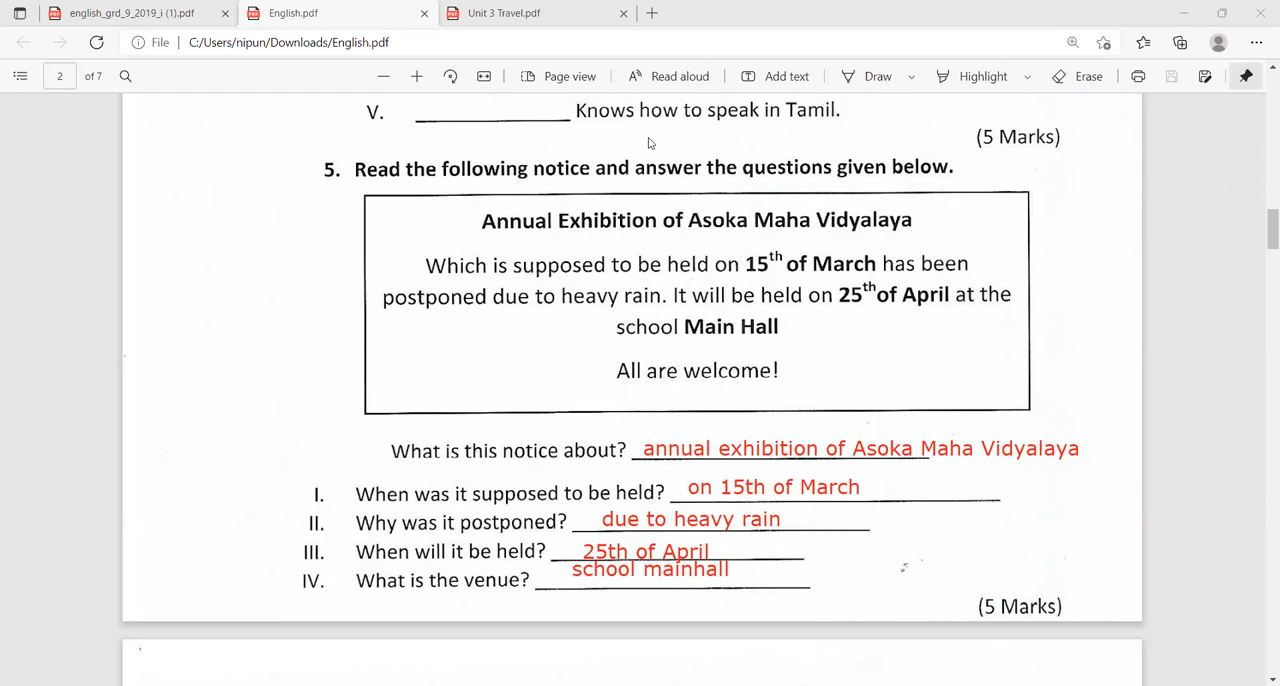 english_grd_9_2019_i (1).pdf
English.pdf
Unit 3 Travel.pdf
File
C:/Users/nipun/Downloads/English.pdf
2 of 7
Page view
Read aloud
Add text
Draw
Highlight
Erase
V. ____________ Knows how to speak in Tamil.
(5 Marks)
5. Read the following notice and answer the questions given below.
Annual Exhibition of Asoka Maha Vidyalaya
Which is supposed to be held on 15th of March has been
postponed due to heavy rain. It will be held on 25th of April at the
school Main Hall
All are welcome!
What is this notice about? annual exhibition of Asoka Maha Vidyalaya
I. When was it supposed to be held? on 15th of March
II. Why was it postponed? due to heavy rain
III. When will it be held? 25th of April
IV. What is the venue? school mainhall
(5 Marks)